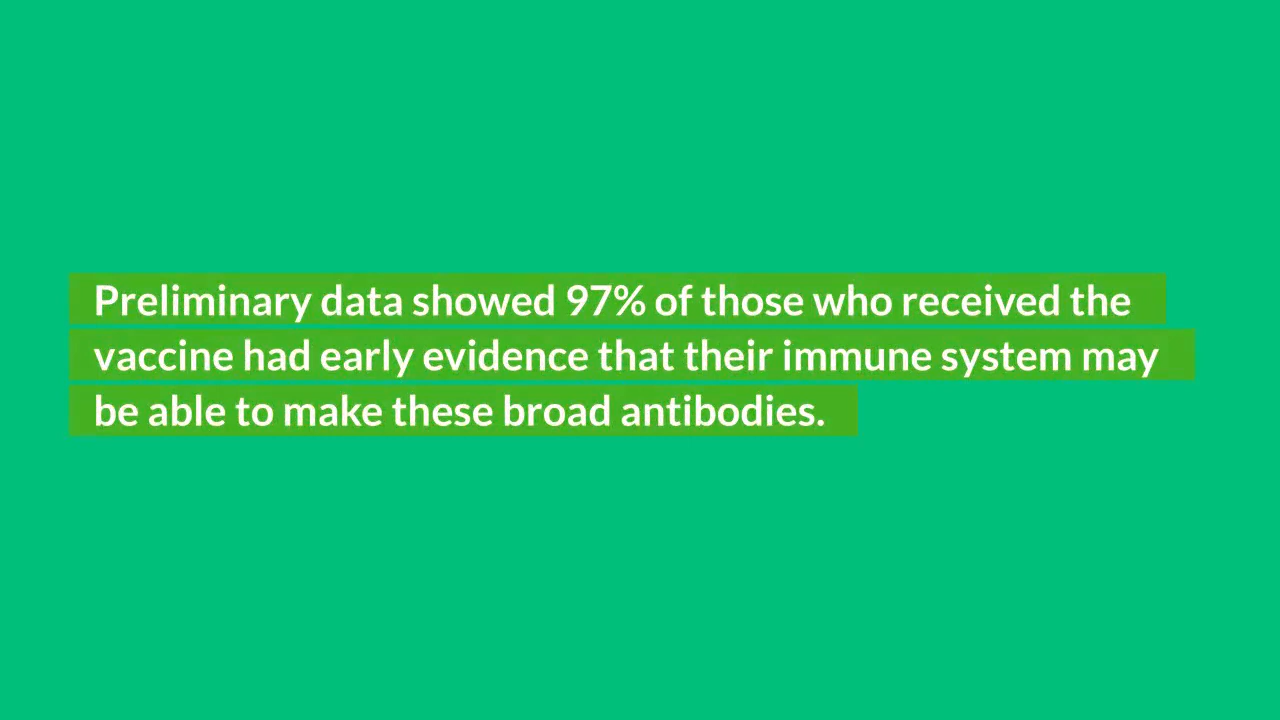 Preliminary data showed 97% of those who received the
vaccine had early evidence that their immune system may
be able to make these broad antibodies.